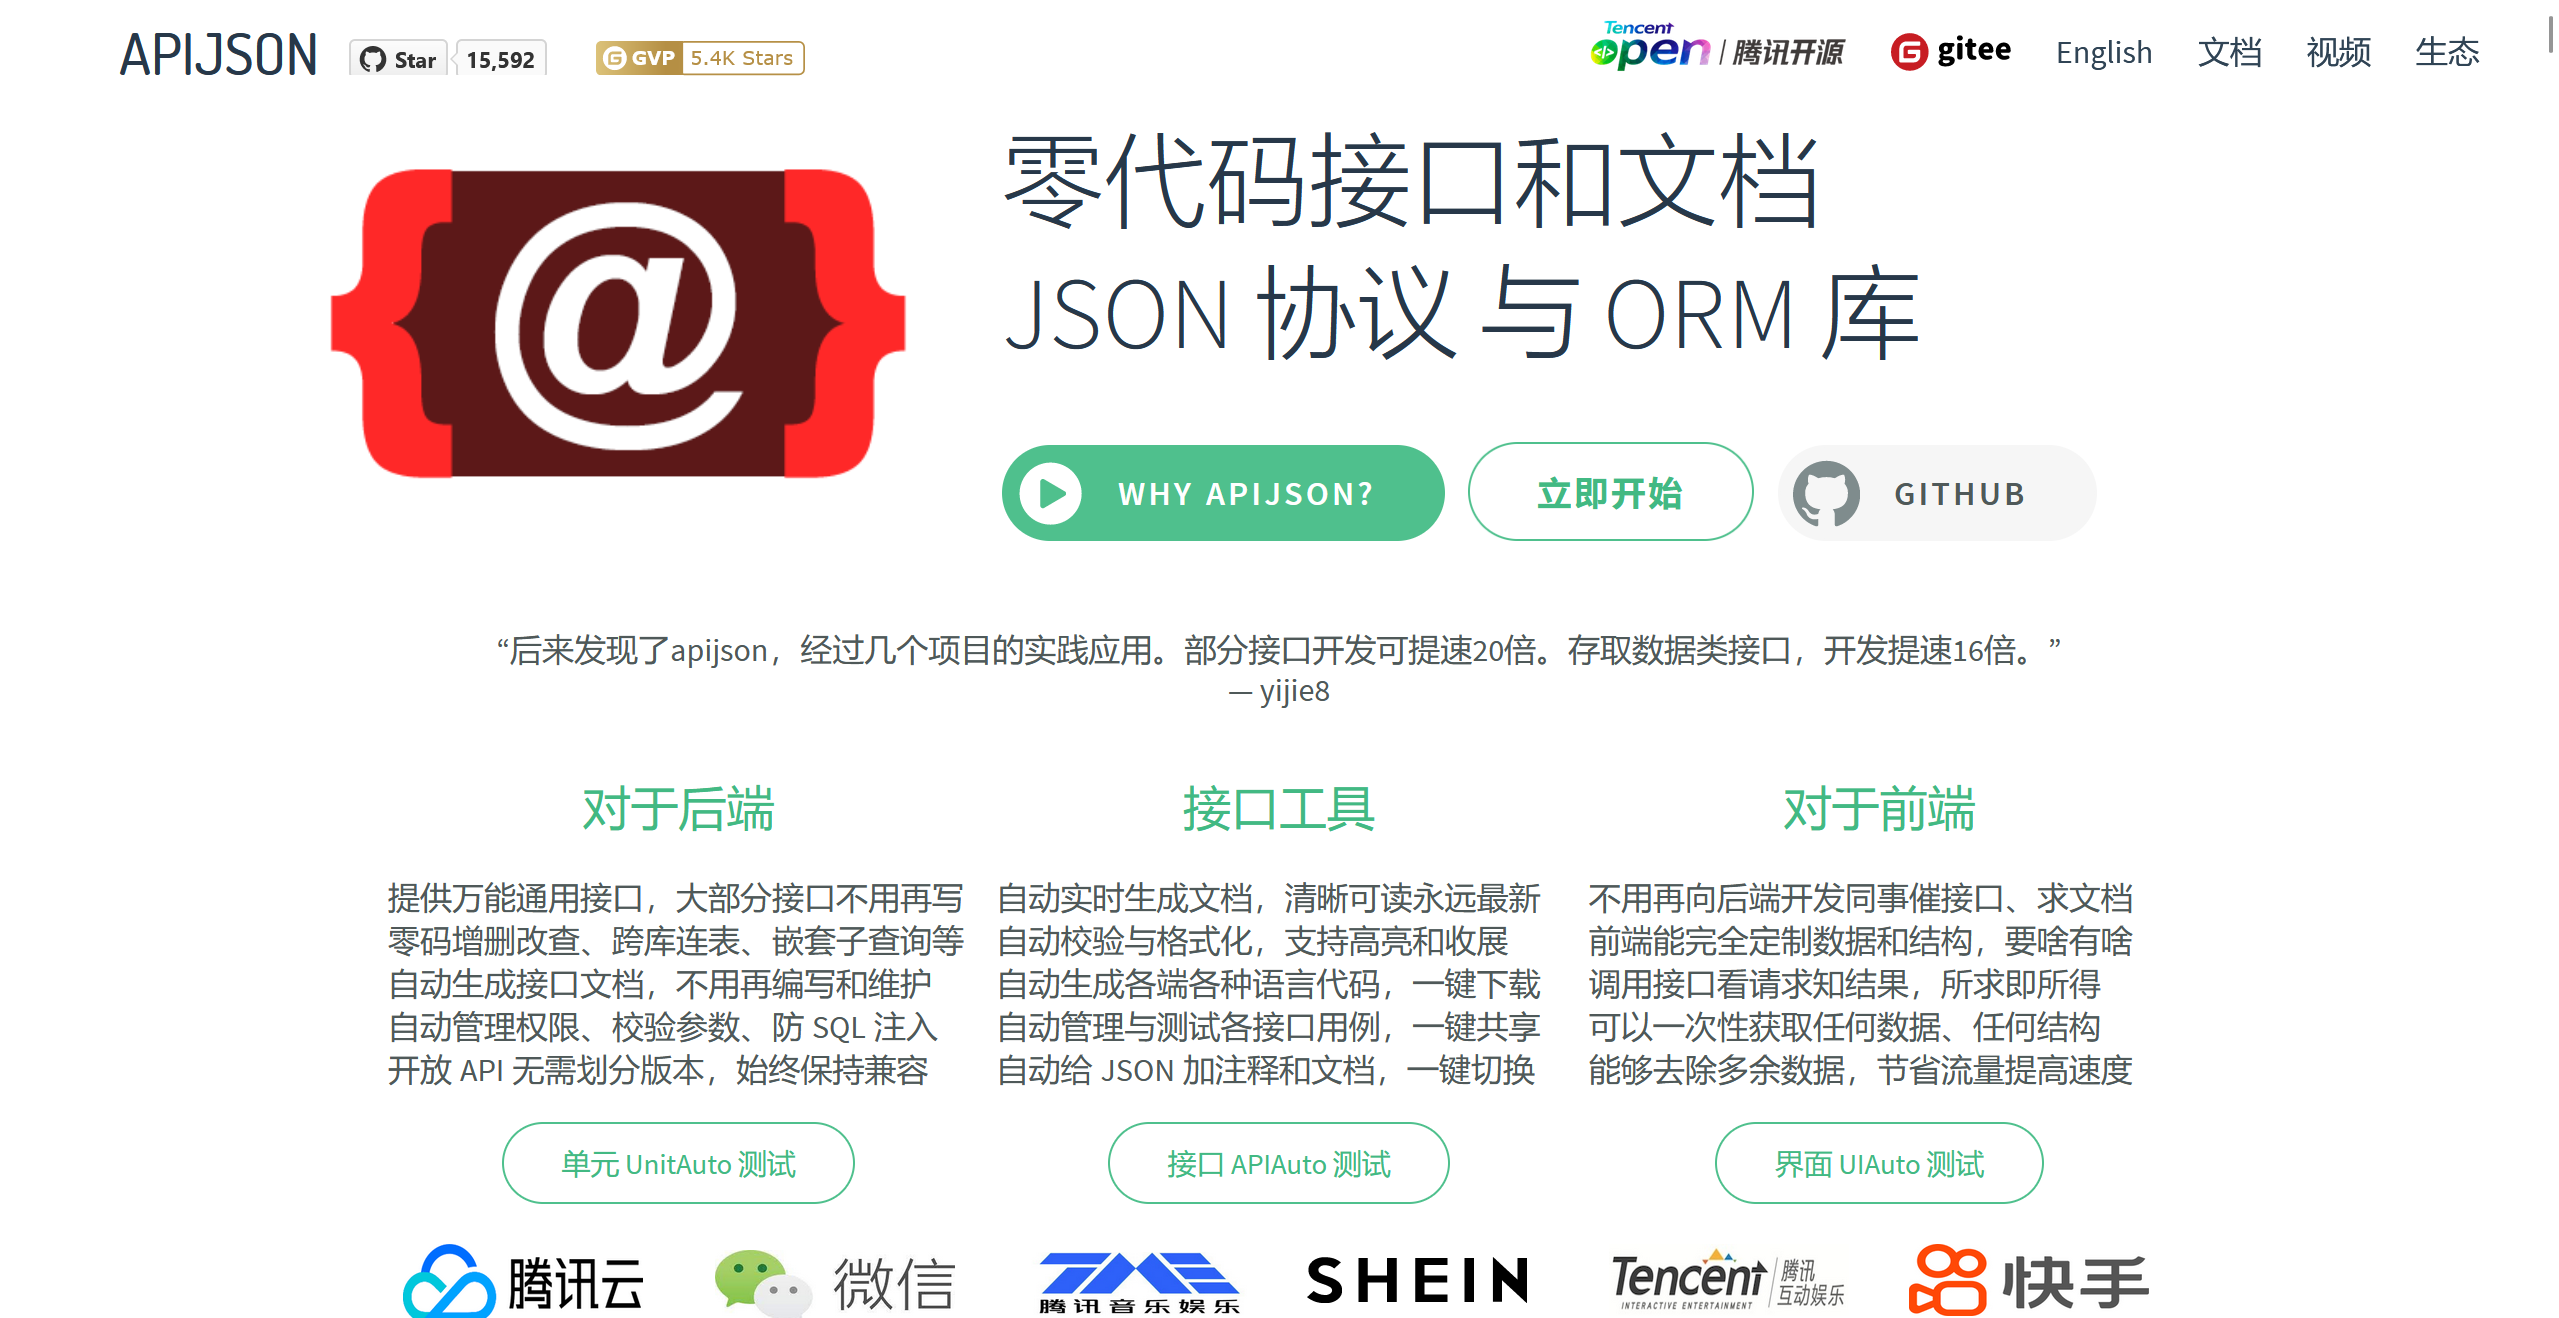 APIJSON
Star 15,592
GVP 5.4K Stars
Tencent open 腾讯开源
gitee
English
文档
视频
生态
{@}
零代码接口和文档
JSON 协议 与 ORM 库
WHY APIJSON?
立即开始
GITHUB
“后来发现了apijson，经过几个项目的实践应用。部分接口开发可提速20倍。存取数据类接口，开发提速16倍。”
— yijie8
对于后端
提供万能通用接口，大部分接口不用再写
零码增删改查、跨库连表、嵌套子查询等
自动生成接口文档，不用再编写和维护
自动管理权限、校验参数、防 SQL 注入
开放 API 无需划分版本，始终保持兼容
单元 UnitAuto 测试
接口工具
自动实时生成文档，清晰可读永远最新
自动校验与格式化，支持高亮和收展
自动生成各端各种语言代码，一键下载
自动管理与测试各接口用例，一键共享
自动给 JSON 加注释和文档，一键切换
接口 APIAuto 测试
对于前端
不用再向后端开发同事催接口、求文档
前端能完全定制数据和结构，要啥有啥
调用接口看请求知结果，所求即所得
可以一次性获取任何数据、任何结构
能够去除多余数据，节省流量提高速度
界面 UIAuto 测试
腾讯云
微信
TME
腾讯音乐娱乐
SHEIN
Tencent
INTERACTIVE ENTERTAINMENT
腾讯
互动娱乐
快手